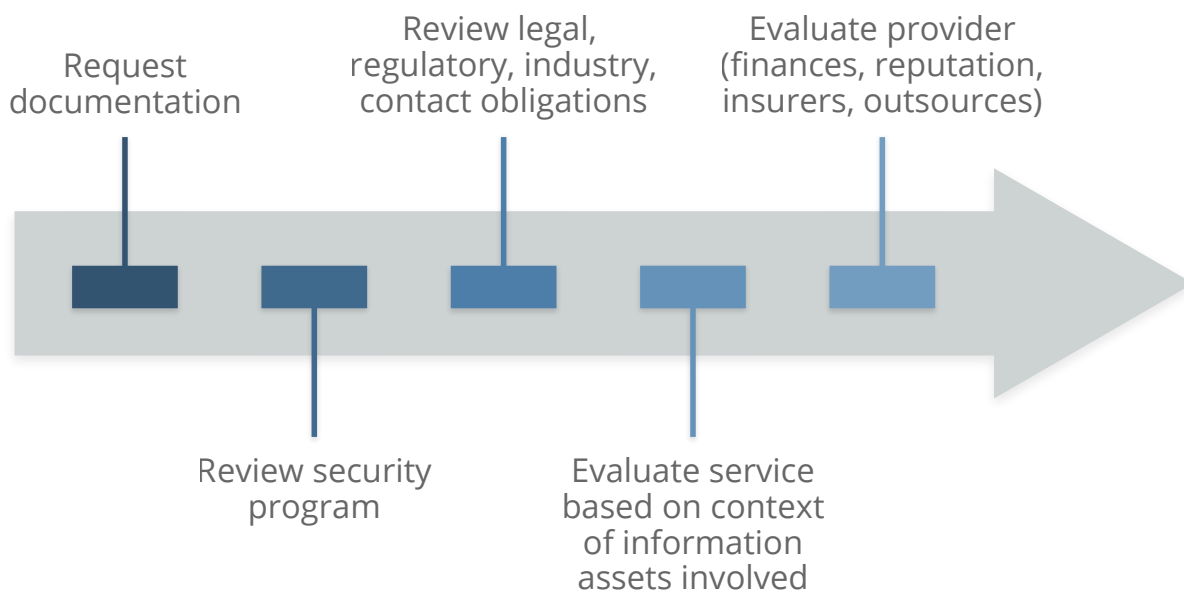 Request
documentation
Review legal,
regulatory, industry,
contact obligations
Evaluate provider
(finances, reputation,
insurers, outsources)
Review security
program
Evaluate service
based on context
of information
assets involved